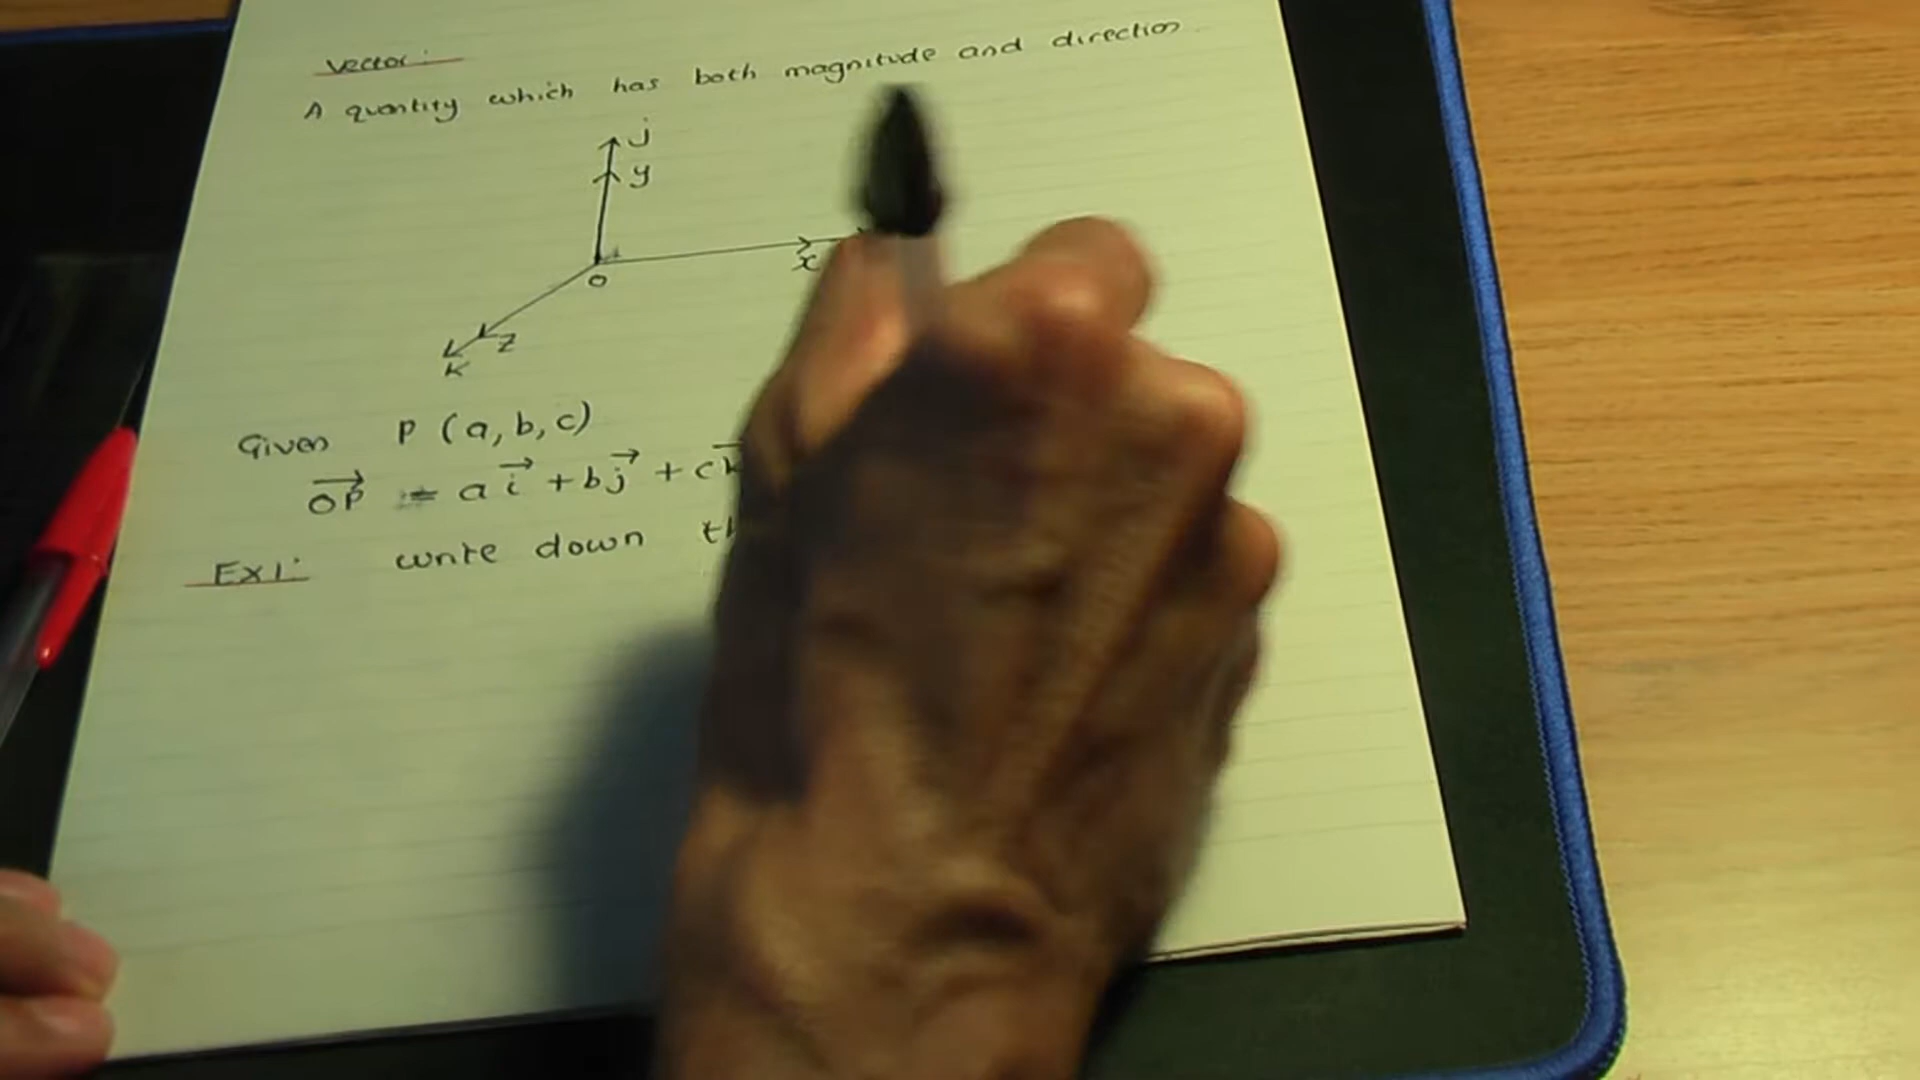 Vector:
A quantity which has both magnitude and direction
j
y
x
o
z
k
Given P (a, b, c)
OP = a i + b j + c
Ex1: write down